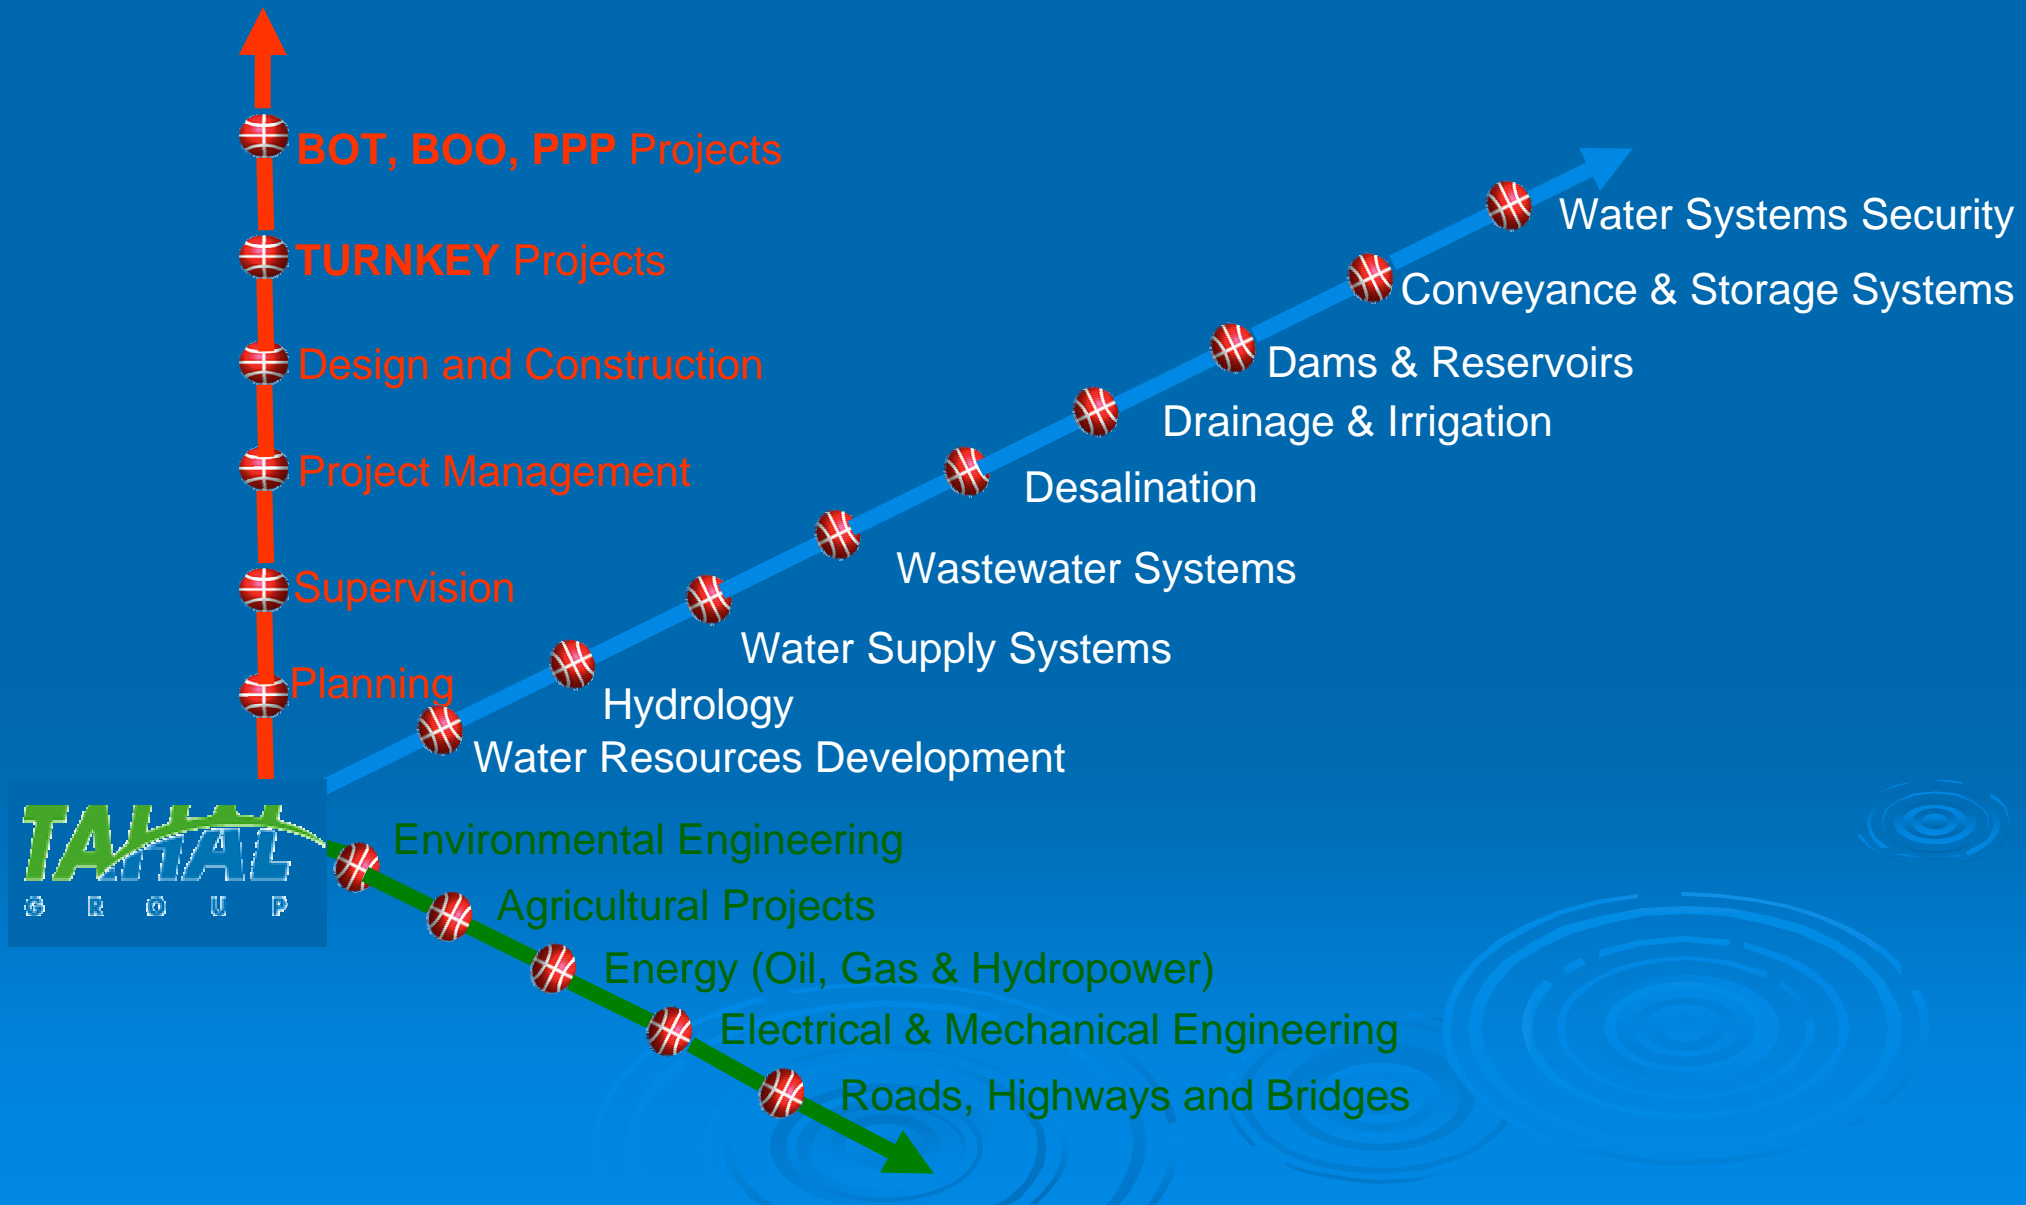 BOT, BOO, PPP Projects
TURNKEY Projects
Design and Construction
Project Management
Supervision
Planning
Water Systems Security
Conveyance & Storage Systems
Dams & Reservoirs
Drainage & Irrigation
Desalination
Wastewater Systems
Water Supply Systems
Hydrology
Water Resources Development
TAHAL
GROUP
Environmental Engineering
Agricultural Projects
Energy (Oil, Gas & Hydropower)
Electrical & Mechanical Engineering
Roads, Highways and Bridges